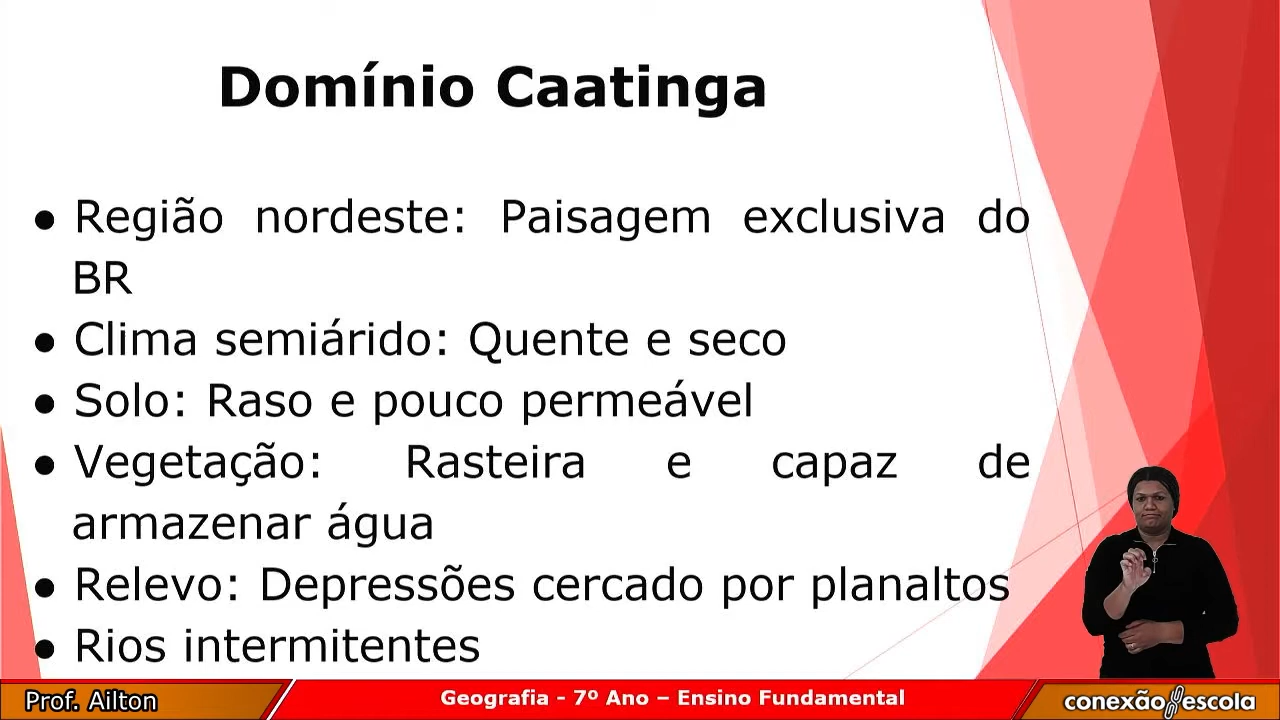 Domínio Caatinga
● Região nordeste: Paisagem exclusiva do
BR
● Clima semiárido: Quente e seco
● Solo: Raso e pouco permeável
● Vegetação: Rasteira e capaz de
armazenar água
● Relevo: Depressões cercado por planaltos
● Rios intermitentes
Prof. Ailton
Geografia - 7º Ano – Ensino Fundamental
conexão escola